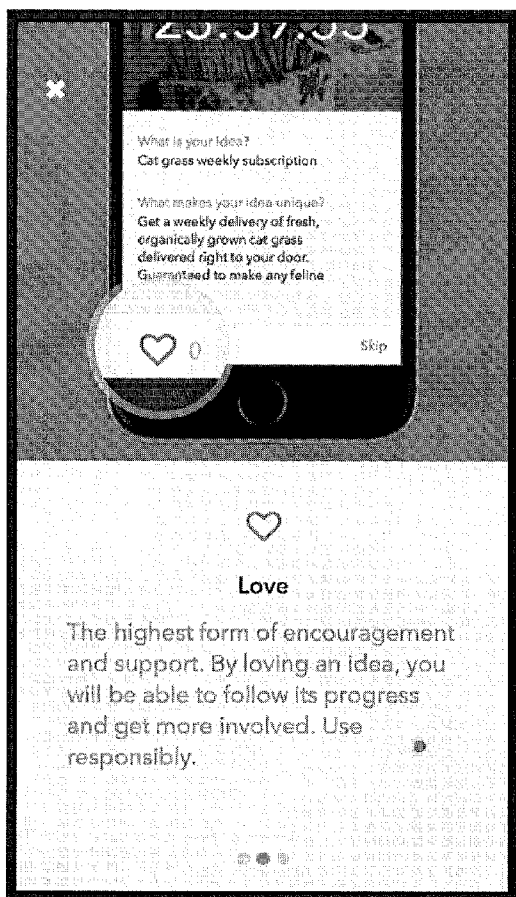 23:59:55
What is your idea?
Cat grass weekly subscription
What makes your idea unique?
Get a weekly delivery of fresh,
organically grown cat grass
delivered right to your door.
Guaranteed to make any feline
0
Skip
Love
The highest form of encouragement
and support. By loving an idea, you
will be able to follow its progress
and get more involved. Use
responsibly.